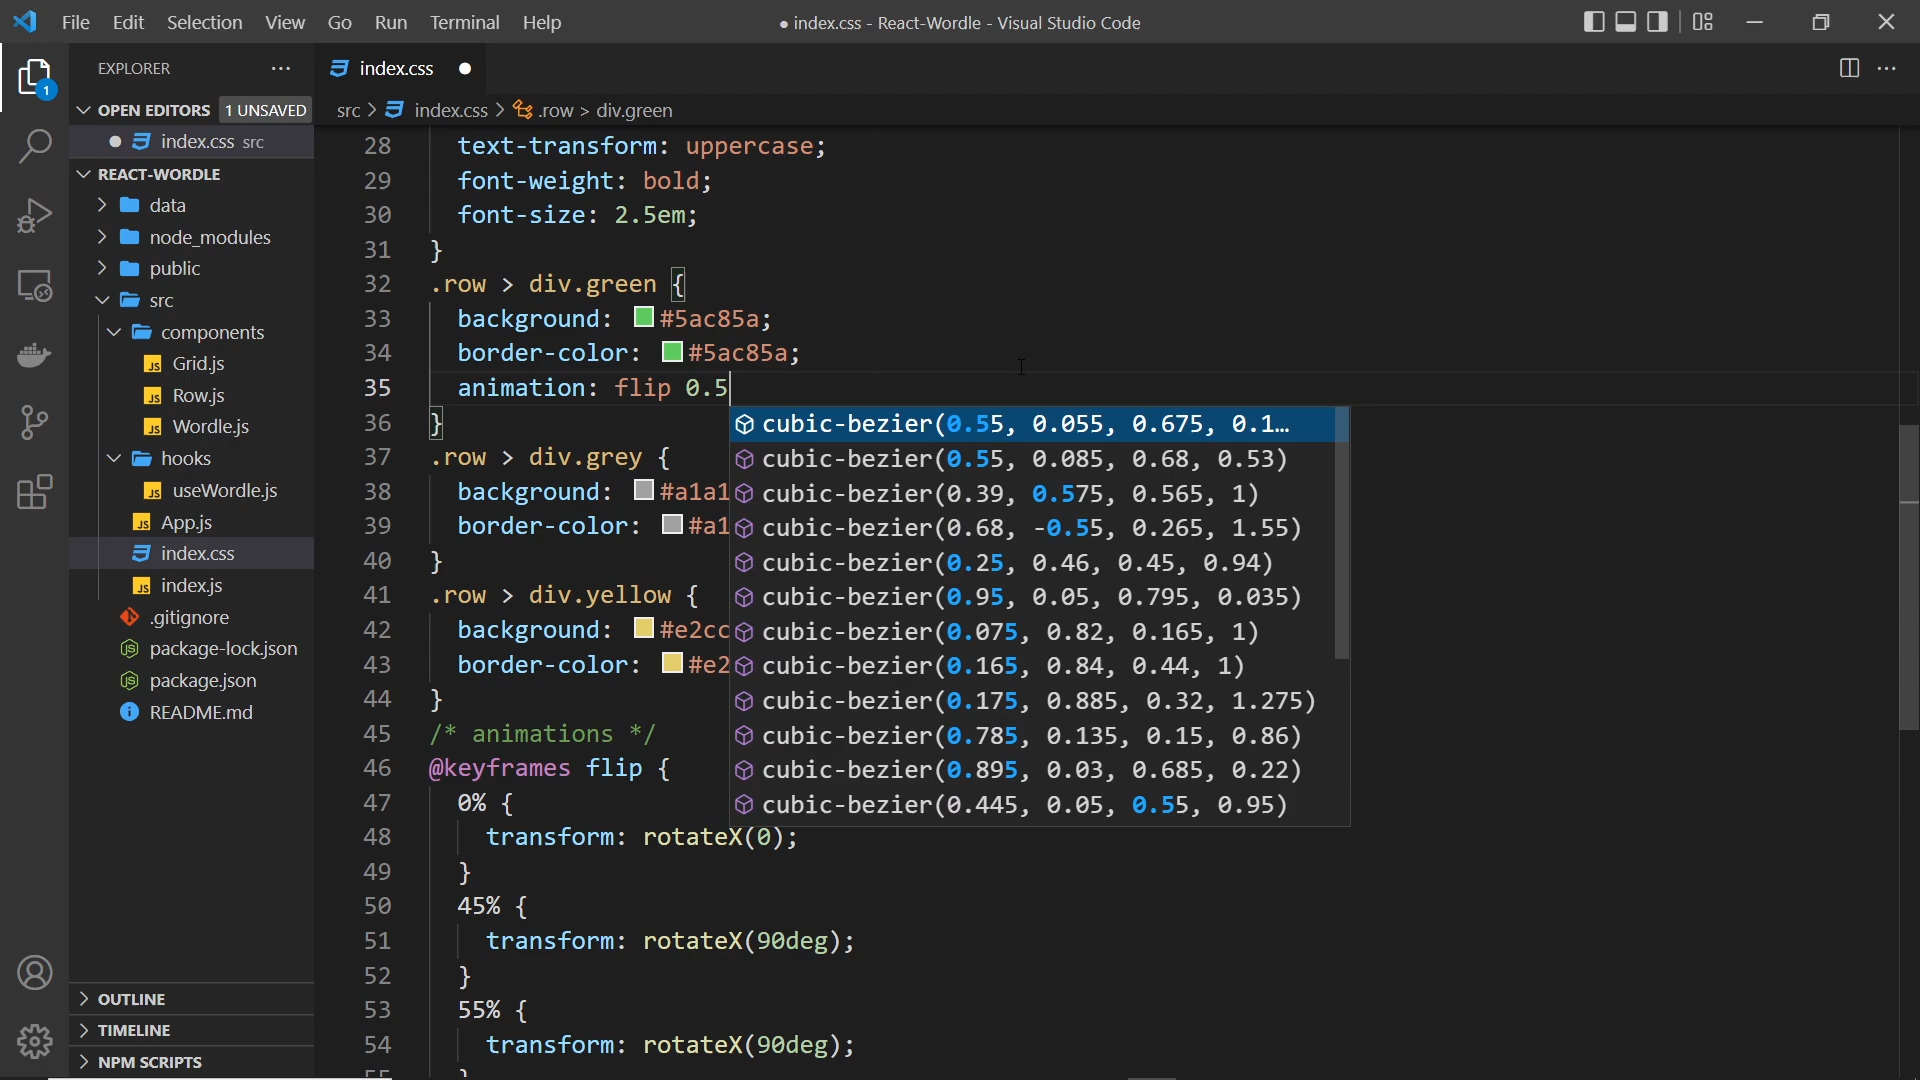 File Edit Selection View Go Run Terminal Help
● index.css - React-Wordle - Visual Studio Code
1
EXPLORER
OPEN EDITORS 1 UNSAVED
index.css src
REACT-WORDLE
data
node_modules
public
src
components
JS Grid.js
JS Row.js
JS Wordle.js
hooks
JS useWordle.js
JS App.js
index.css
JS index.js
.gitignore
package-lock.json
package.json
README.md
OUTLINE
TIMELINE
NPM SCRIPTS
index.css
src > index.css > .row > div.green
28 text-transform: uppercase;
29 font-weight: bold;
30 font-size: 2.5em;
31 }
32 .row > div.green {
33 background: #5ac85a;
34 border-color: #5ac85a;
35 animation: flip 0.5
36 }
37 .row > div.grey {
38 background: #a1a1
39 border-color: #a1
40 }
41 .row > div.yellow {
42 background: #e2cc
43 border-color: #e2
44 }
45 /* animations */
46 @keyframes flip {
47 0% {
48 transform: rotateX(0);
49 }
50 45% {
51 transform: rotateX(90deg);
52 }
53 55% {
54 transform: rotateX(90deg);
55 }
cubic-bezier(0.55, 0.055, 0.675, 0.1…
cubic-bezier(0.55, 0.085, 0.68, 0.53)
cubic-bezier(0.39, 0.575, 0.565, 1)
cubic-bezier(0.68, -0.55, 0.265, 1.55)
cubic-bezier(0.25, 0.46, 0.45, 0.94)
cubic-bezier(0.95, 0.05, 0.795, 0.035)
cubic-bezier(0.075, 0.82, 0.165, 1)
cubic-bezier(0.165, 0.84, 0.44, 1)
cubic-bezier(0.175, 0.885, 0.32, 1.275)
cubic-bezier(0.785, 0.135, 0.15, 0.86)
cubic-bezier(0.895, 0.03, 0.685, 0.22)
cubic-bezier(0.445, 0.05, 0.55, 0.95)